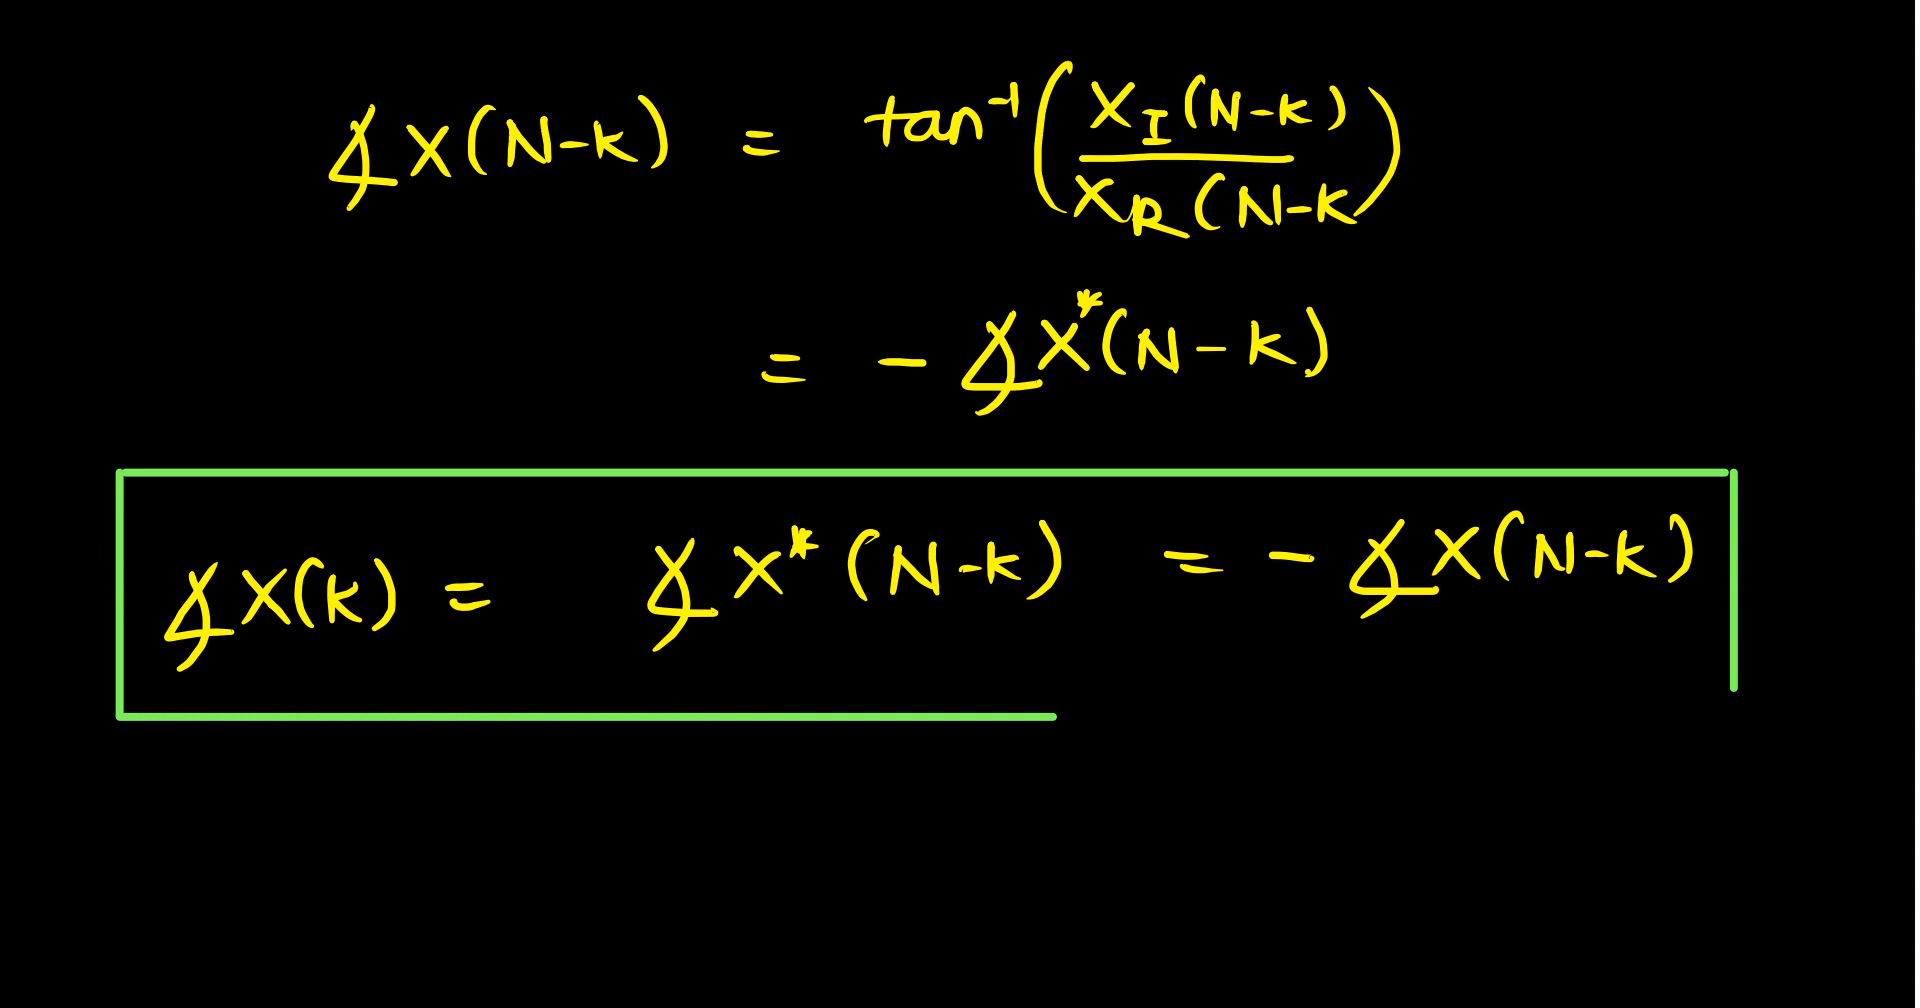 ∡X(N-k) = tan⁻¹(X_I(N-k) / X_R(N-k)
= - ∡X*(N-k)
∡X(k) = ∡X*(N-k) = - ∡X(N-k)